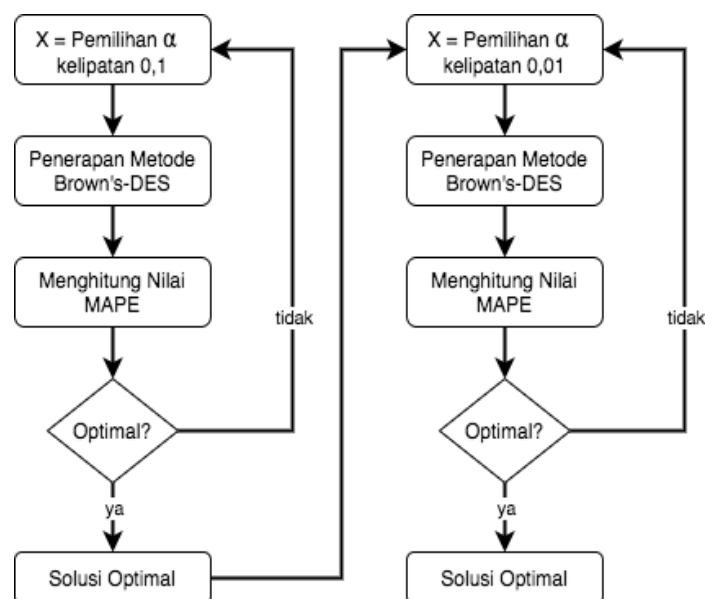 X = Pemilihan α
kelipatan 0,1
Penerapan Metode
Brown's-DES
Menghitung Nilai
MAPE
tidak
Optimal?
ya
Solusi Optimal
X = Pemilihan α
kelipatan 0,01
Penerapan Metode
Brown's-DES
Menghitung Nilai
MAPE
tidak
Optimal?
ya
Solusi Optimal